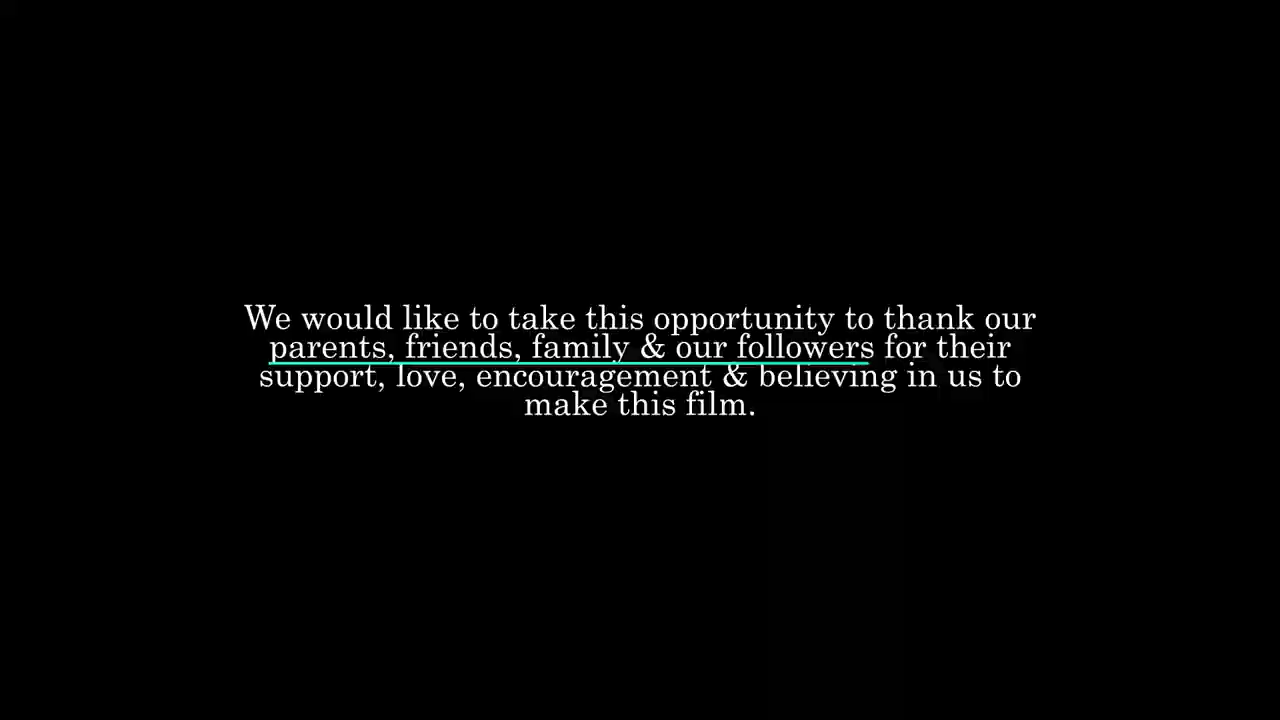 We would like to take this opportunity to thank our
parents, friends, family & our followers for their
support, love, encouragement & believing in us to
make this film.